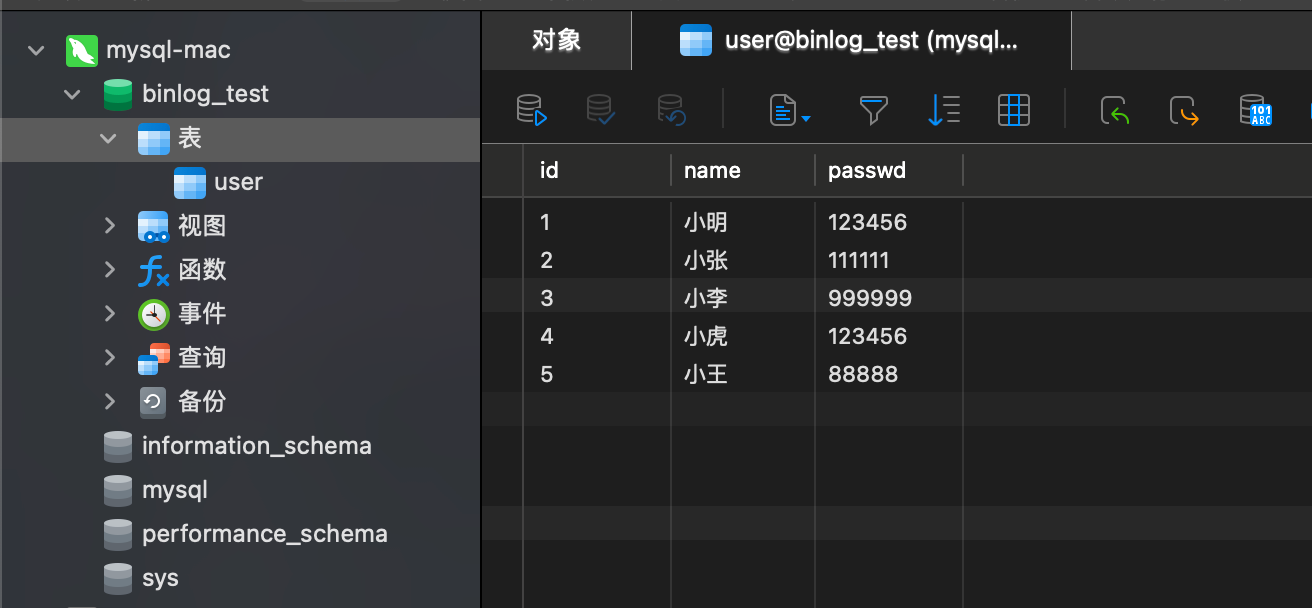 mysql-mac
binlog_test
表
user
视图
函数
事件
查询
备份
information_schema
mysql
performance_schema
sys
对象
user@binlog_test (mysql...
101
ABC
id name passwd
1 小明 123456
2 小张 111111
3 小李 999999
4 小虎 123456
5 小王 88888